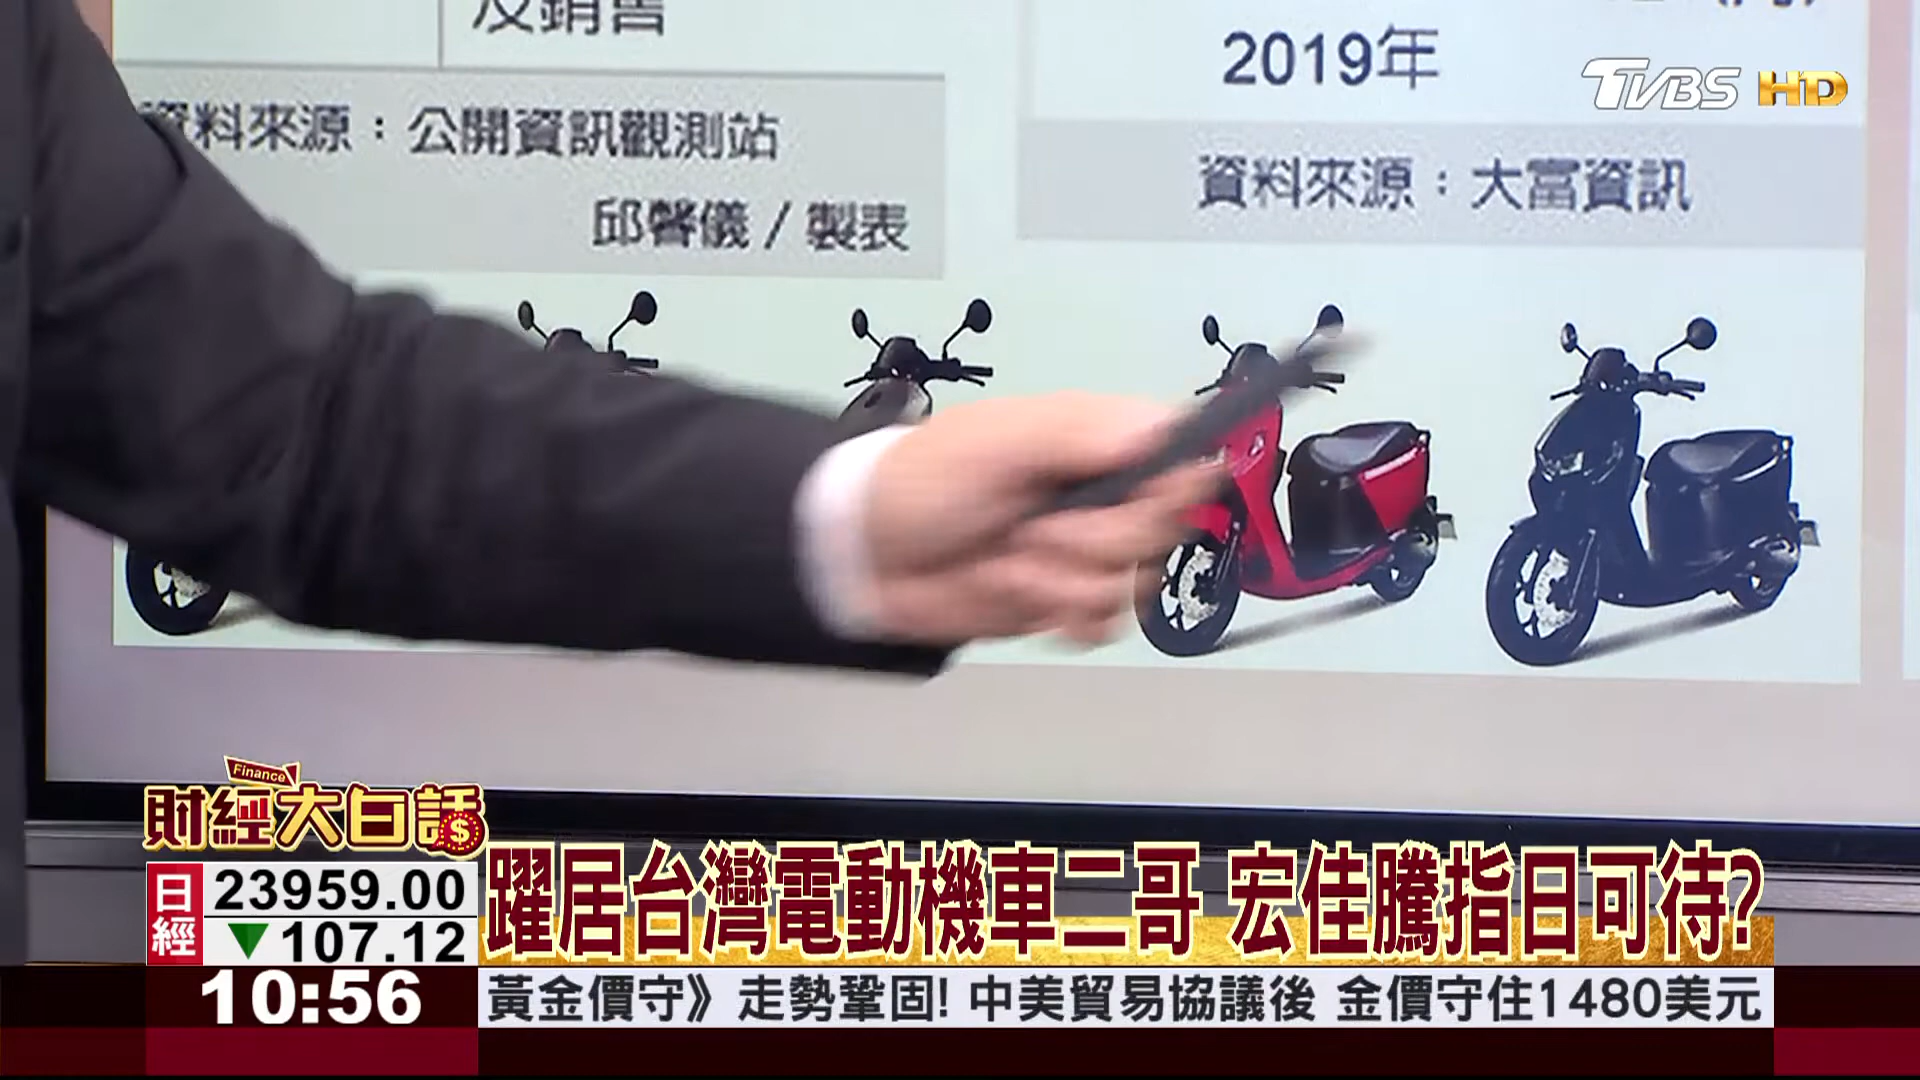 及銷售
資料來源：公開資訊觀測站
邱馨儀／製表
2019年
資料來源：大富資訊
TVBS HD
Finance
財經大白話
躍居台灣電動機車二哥 宏佳騰指日可待?
日經
23959.00
▼107.12
10:56
黃金價守》走勢鞏固! 中美貿易協議後 金價守住1480美元